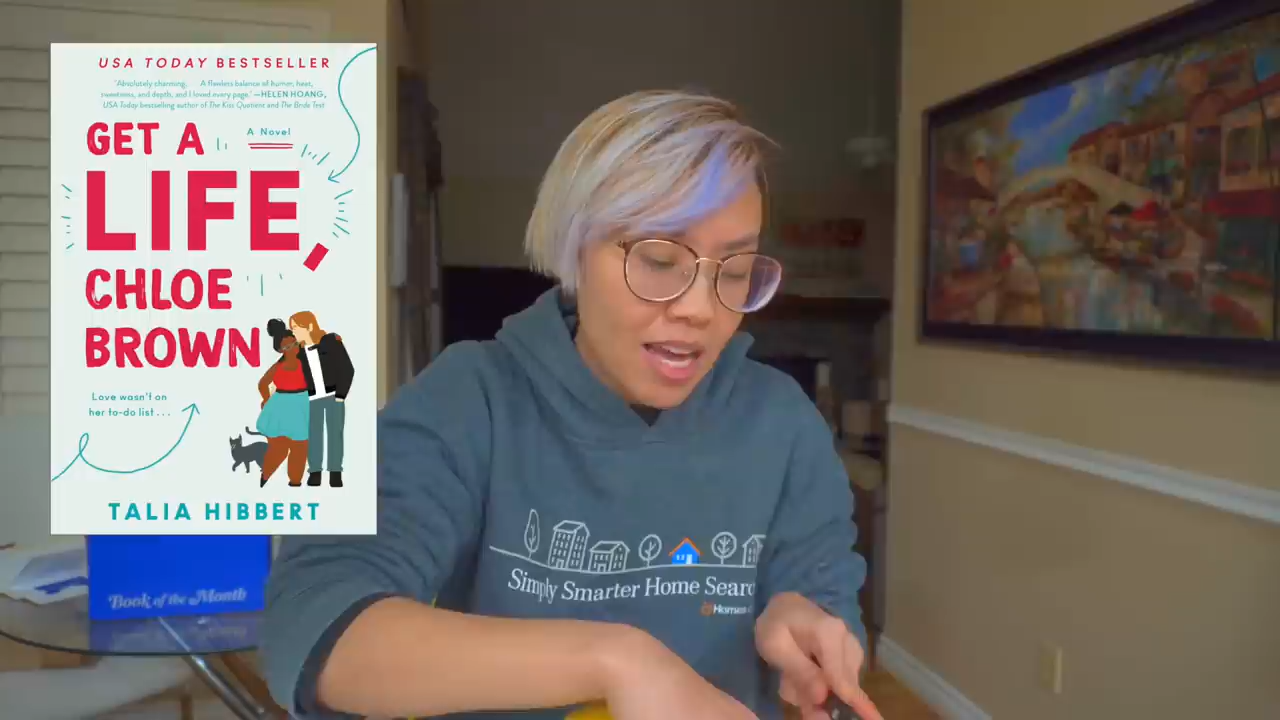 USA TODAY BESTSELLER
"Absolutely charming. A flawless balance of humor, heat,
sweetness, and depth, and I loved every page." —HELEN HOANG,
USA Today bestselling author of The Kiss Quotient and The Bride Test
GET A
A Novel
LIFE,
CHLOE
BROWN
Love wasn't on
her to-do list...
TALIA HIBBERT
Book of the Month
Simply Smarter Home Searc
Homes